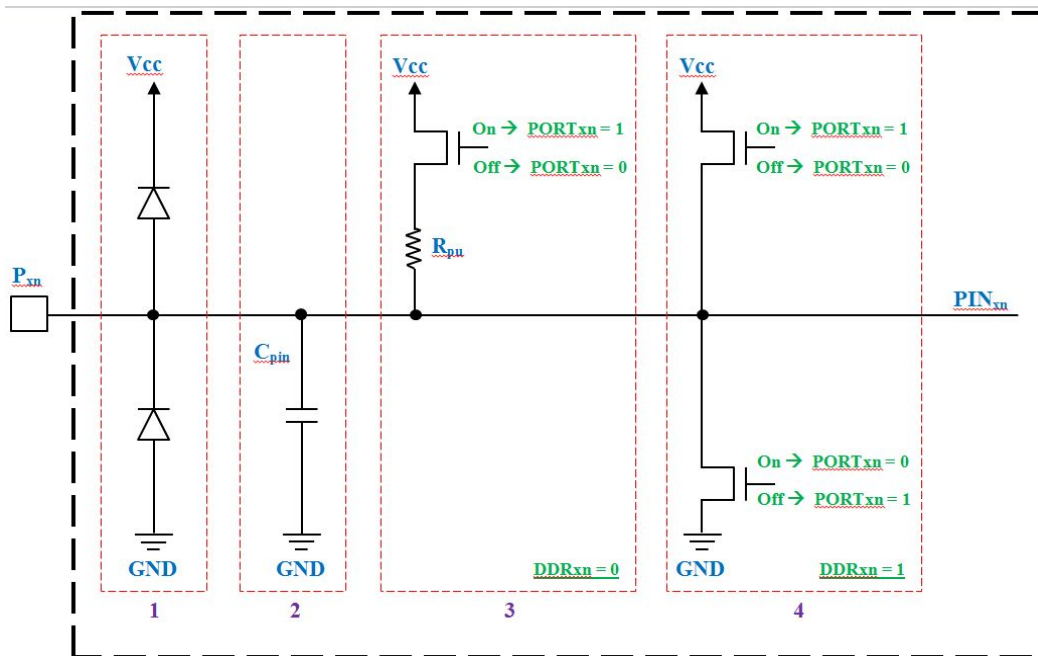 Vcc
Vcc
Vcc
On → PORTxn = 1
Off → PORTxn = 0
On → PORTxn = 1
Off → PORTxn = 0
Rpu
Pxn
PINxn
Cpin
On → PORTxn = 0
Off → PORTxn = 1
GND
GND
DDRxn = 0
GND
DDRxn = 1
1
2
3
4